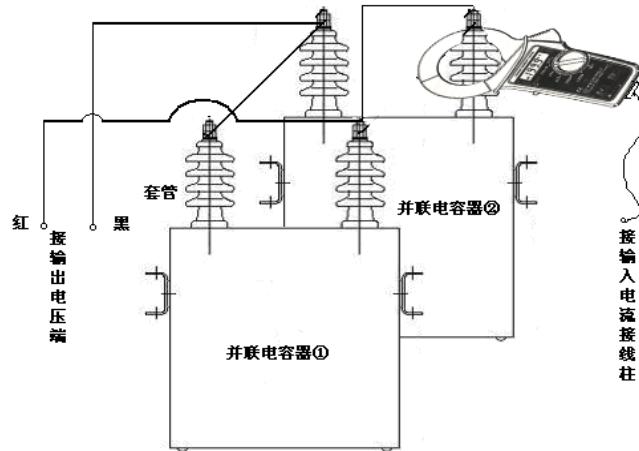 套管
并联电容器②
红
黑
接输出电压端
接输入电流接线柱
并联电容器①